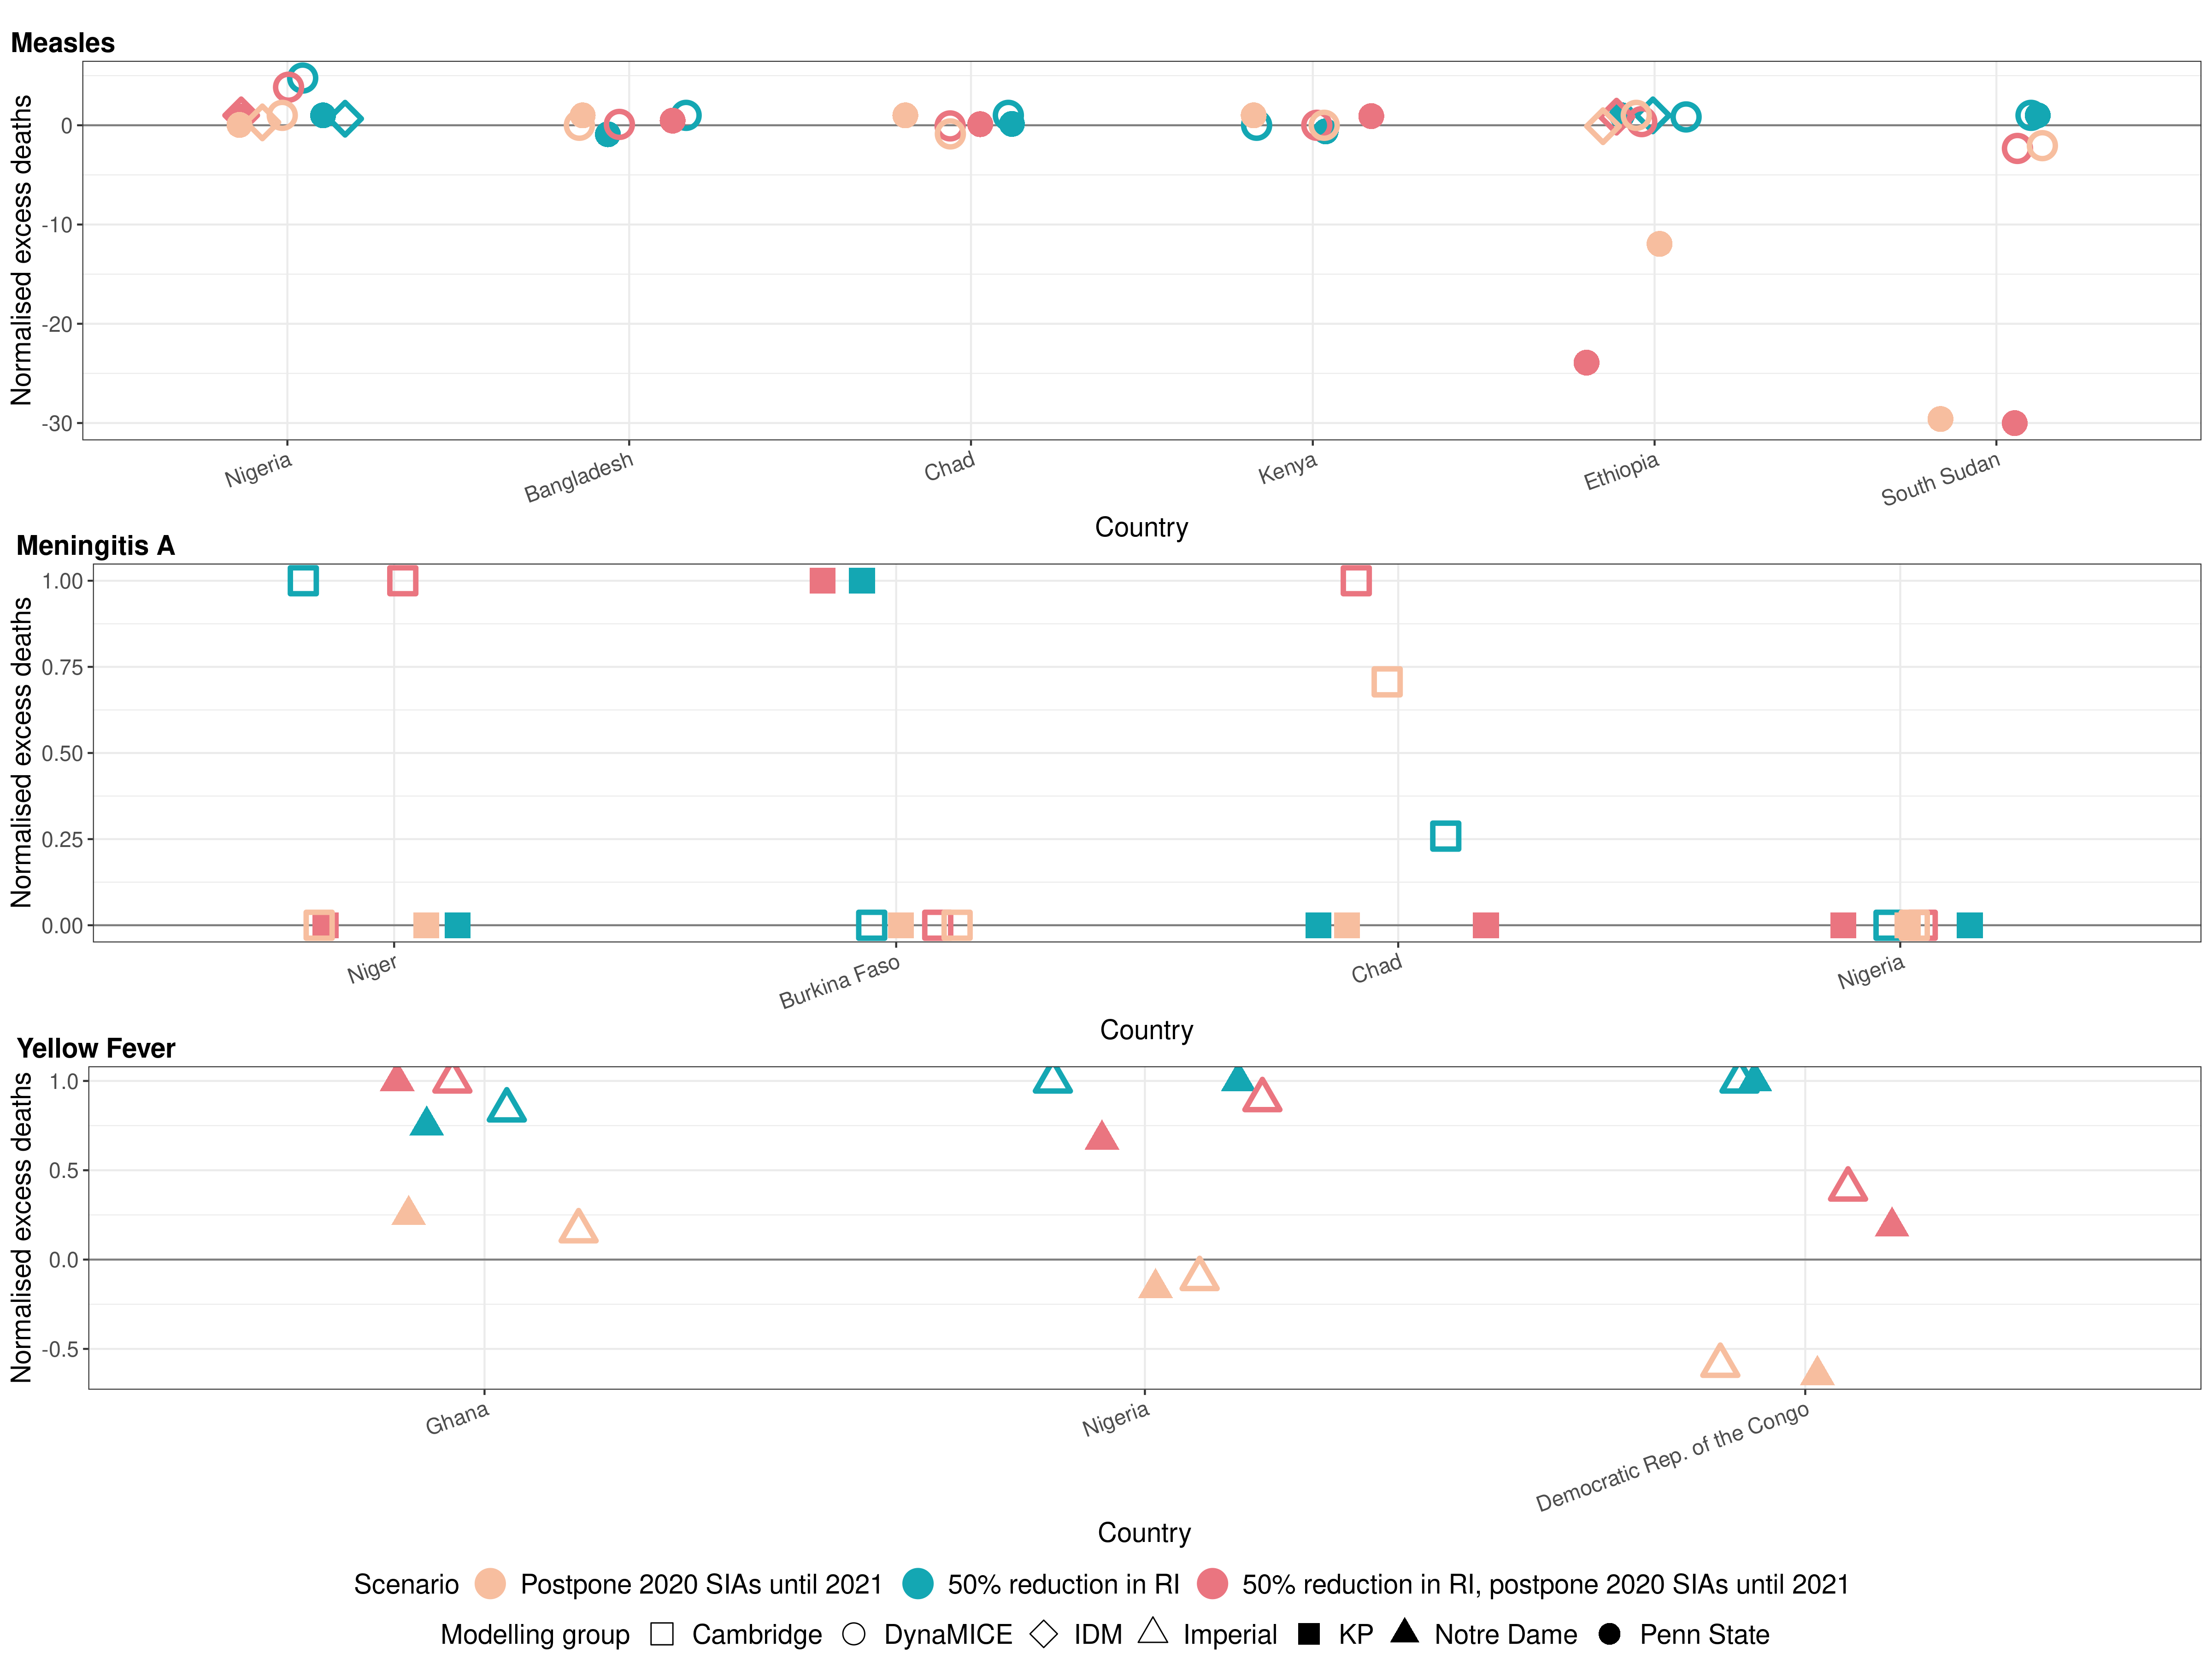 Measles
Normalised excess deaths
0
-10
-20
-30
Nigeria
Bangladesh
Chad
Kenya
Ethiopia
South Sudan
Country
Meningitis A
Normalised excess deaths
1.00
0.75
0.50
0.25
0.00
Niger
Burkina Faso
Chad
Nigeria
Country
Yellow Fever
Normalised excess deaths
1.0
0.5
0.0
-0.5
Ghana
Nigeria
Democratic Rep. of the Congo
Country
Scenario Postpone 2020 SIAs until 2021 50% reduction in RI 50% reduction in RI, postpone 2020 SIAs until 2021
Modelling group Cambridge DynaMICE IDM Imperial KP Notre Dame Penn State